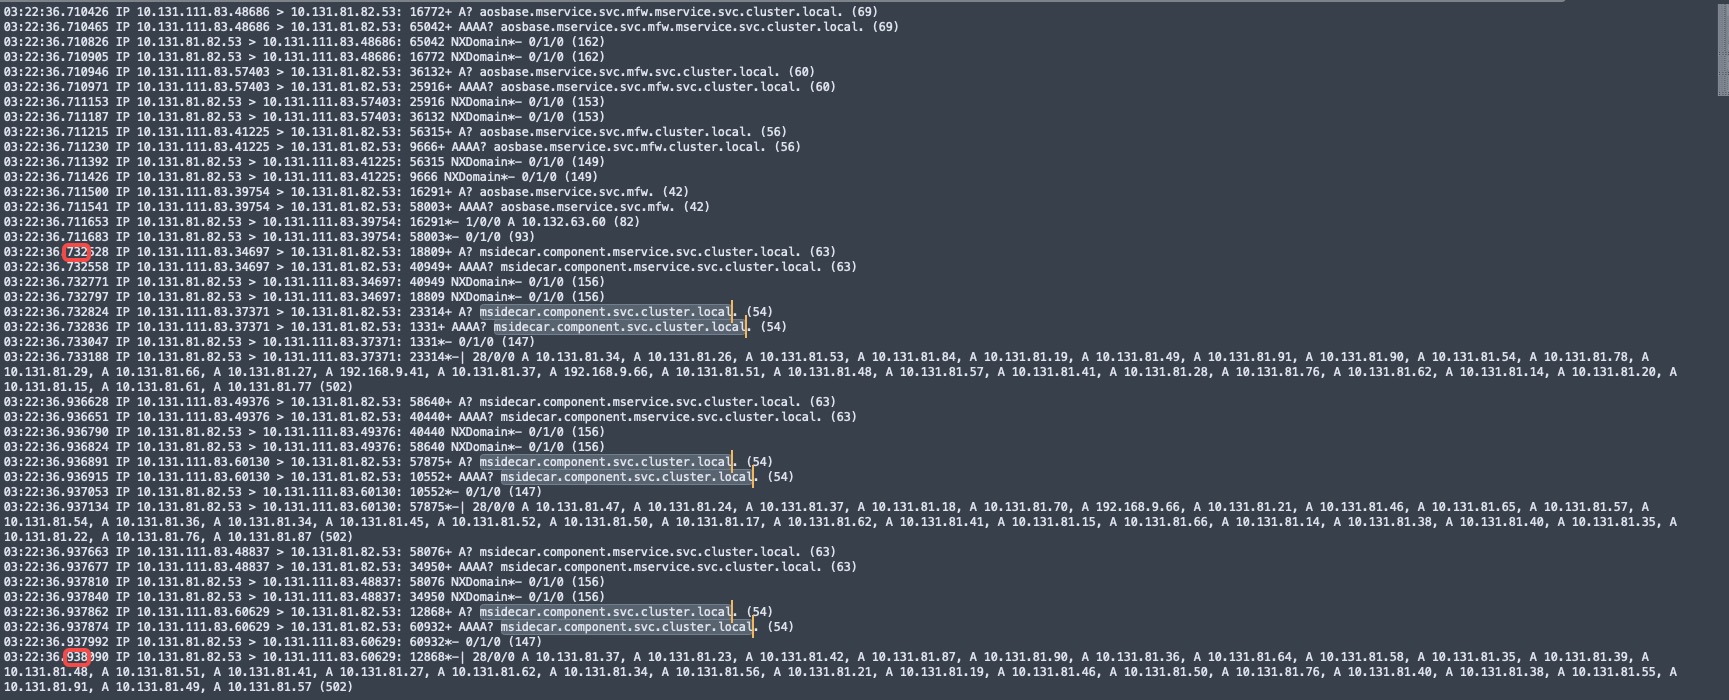 03:22:36.710426 IP 10.131.111.83.48686 > 10.131.81.82.53: 16772+ A? aosbase.mservice.svc.mfw.mservice.svc.cluster.local. (69)
03:22:36.710465 IP 10.131.111.83.48686 > 10.131.81.82.53: 65042+ AAAA? aosbase.mservice.svc.mfw.mservice.svc.cluster.local. (69)
03:22:36.710826 IP 10.131.81.82.53 > 10.131.111.83.48686: 65042 NXDomain*- 0/1/0 (162)
03:22:36.710905 IP 10.131.81.82.53 > 10.131.111.83.48686: 16772 NXDomain*- 0/1/0 (162)
03:22:36.710946 IP 10.131.111.83.57403 > 10.131.81.82.53: 36132+ A? aosbase.mservice.svc.mfw.svc.cluster.local. (60)
03:22:36.710971 IP 10.131.111.83.57403 > 10.131.81.82.53: 25916+ AAAA? aosbase.mservice.svc.mfw.svc.cluster.local. (60)
03:22:36.711153 IP 10.131.81.82.53 > 10.131.111.83.57403: 25916 NXDomain*- 0/1/0 (153)
03:22:36.711187 IP 10.131.81.82.53 > 10.131.111.83.57403: 36132 NXDomain*- 0/1/0 (153)
03:22:36.711215 IP 10.131.111.83.41225 > 10.131.81.82.53: 56315+ A? aosbase.mservice.svc.mfw.cluster.local. (56)
03:22:36.711230 IP 10.131.111.83.41225 > 10.131.81.82.53: 9666+ AAAA? aosbase.mservice.svc.mfw.cluster.local. (56)
03:22:36.711392 IP 10.131.81.82.53 > 10.131.111.83.41225: 56315 NXDomain*- 0/1/0 (149)
03:22:36.711426 IP 10.131.81.82.53 > 10.131.111.83.41225: 9666 NXDomain*- 0/1/0 (149)
03:22:36.711500 IP 10.131.111.83.39754 > 10.131.81.82.53: 16291+ A? aosbase.mservice.svc.mfw. (42)
03:22:36.711541 IP 10.131.111.83.39754 > 10.131.81.82.53: 58003+ AAAA? aosbase.mservice.svc.mfw. (42)
03:22:36.711653 IP 10.131.81.82.53 > 10.131.111.83.39754: 16291*- 1/0/0 A 10.132.63.60 (82)
03:22:36.711683 IP 10.131.81.82.53 > 10.131.111.83.39754: 58003*- 0/1/0 (93)
03:22:36.732528 IP 10.131.111.83.34697 > 10.131.81.82.53: 18809+ A? msidecar.component.mservice.svc.cluster.local. (63)
03:22:36.732558 IP 10.131.111.83.34697 > 10.131.81.82.53: 40949+ AAAA? msidecar.component.mservice.svc.cluster.local. (63)
03:22:36.732771 IP 10.131.81.82.53 > 10.131.111.83.34697: 40949 NXDomain*- 0/1/0 (156)
03:22:36.732797 IP 10.131.81.82.53 > 10.131.111.83.34697: 18809 NXDomain*- 0/1/0 (156)
03:22:36.732824 IP 10.131.111.83.37371 > 10.131.81.82.53: 23314+ A? msidecar.component.svc.cluster.local. (54)
03:22:36.732836 IP 10.131.111.83.37371 > 10.131.81.82.53: 1331+ AAAA? msidecar.component.svc.cluster.local. (54)
03:22:36.733047 IP 10.131.81.82.53 > 10.131.111.83.37371: 1331*- 0/1/0 (147)
03:22:36.733188 IP 10.131.81.82.53 > 10.131.111.83.37371: 23314*-| 28/0/0 A 10.131.81.34, A 10.131.81.26, A 10.131.81.53, A 10.131.81.84, A 10.131.81.19, A 10.131.81.49, A 10.131.81.91, A 10.131.81.90, A 10.131.81.54, A 10.131.81.78, A
10.131.81.29, A 10.131.81.66, A 10.131.81.27, A 192.168.9.41, A 10.131.81.37, A 192.168.9.66, A 10.131.81.51, A 10.131.81.48, A 10.131.81.57, A 10.131.81.41, A 10.131.81.28, A 10.131.81.76, A 10.131.81.62, A 10.131.81.14, A 10.131.81.20, A
10.131.81.15, A 10.131.81.61, A 10.131.81.77 (502)
03:22:36.936628 IP 10.131.111.83.49376 > 10.131.81.82.53: 58640+ A? msidecar.component.mservice.svc.cluster.local. (63)
03:22:36.936651 IP 10.131.111.83.49376 > 10.131.81.82.53: 40440+ AAAA? msidecar.component.mservice.svc.cluster.local. (63)
03:22:36.936790 IP 10.131.81.82.53 > 10.131.111.83.49376: 40440 NXDomain*- 0/1/0 (156)
03:22:36.936824 IP 10.131.81.82.53 > 10.131.111.83.49376: 58640 NXDomain*- 0/1/0 (156)
03:22:36.936891 IP 10.131.111.83.60130 > 10.131.81.82.53: 57875+ A? msidecar.component.svc.cluster.local. (54)
03:22:36.936915 IP 10.131.111.83.60130 > 10.131.81.82.53: 10552+ AAAA? msidecar.component.svc.cluster.local. (54)
03:22:36.937053 IP 10.131.81.82.53 > 10.131.111.83.60130: 10552*- 0/1/0 (147)
03:22:36.937134 IP 10.131.81.82.53 > 10.131.111.83.60130: 57875*-| 28/0/0 A 10.131.81.47, A 10.131.81.24, A 10.131.81.37, A 10.131.81.18, A 10.131.81.70, A 192.168.9.66, A 10.131.81.21, A 10.131.81.46, A 10.131.81.65, A 10.131.81.57, A
10.131.81.54, A 10.131.81.36, A 10.131.81.34, A 10.131.81.45, A 10.131.81.52, A 10.131.81.50, A 10.131.81.17, A 10.131.81.62, A 10.131.81.41, A 10.131.81.15, A 10.131.81.66, A 10.131.81.14, A 10.131.81.38, A 10.131.81.40, A 10.131.81.35, A
10.131.81.22, A 10.131.81.76, A 10.131.81.87 (502)
03:22:36.937663 IP 10.131.111.83.48837 > 10.131.81.82.53: 58076+ A? msidecar.component.mservice.svc.cluster.local. (63)
03:22:36.937677 IP 10.131.111.83.48837 > 10.131.81.82.53: 34950+ AAAA? msidecar.component.mservice.svc.cluster.local. (63)
03:22:36.937810 IP 10.131.81.82.53 > 10.131.111.83.48837: 58076 NXDomain*- 0/1/0 (156)
03:22:36.937840 IP 10.131.81.82.53 > 10.131.111.83.48837: 34950 NXDomain*- 0/1/0 (156)
03:22:36.937862 IP 10.131.111.83.60629 > 10.131.81.82.53: 12868+ A? msidecar.component.svc.cluster.local. (54)
03:22:36.937874 IP 10.131.111.83.60629 > 10.131.81.82.53: 60932+ AAAA? msidecar.component.svc.cluster.local. (54)
03:22:36.937992 IP 10.131.81.82.53 > 10.131.111.83.60629: 60932*- 0/1/0 (147)
03:22:36.938090 IP 10.131.81.82.53 > 10.131.111.83.60629: 12868*-| 28/0/0 A 10.131.81.37, A 10.131.81.23, A 10.131.81.42, A 10.131.81.87, A 10.131.81.90, A 10.131.81.36, A 10.131.81.64, A 10.131.81.58, A 10.131.81.35, A 10.131.81.39, A
10.131.81.48, A 10.131.81.51, A 10.131.81.41, A 10.131.81.27, A 10.131.81.62, A 10.131.81.34, A 10.131.81.56, A 10.131.81.21, A 10.131.81.19, A 10.131.81.46, A 10.131.81.50, A 10.131.81.76, A 10.131.81.40, A 10.131.81.38, A 10.131.81.55, A
10.131.81.91, A 10.131.81.49, A 10.131.81.57 (502)